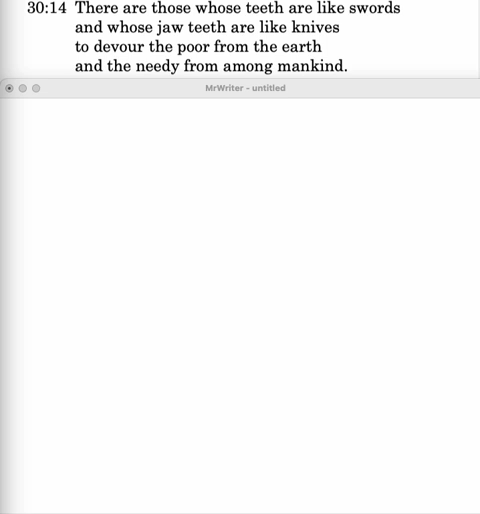 30:14 There are those whose teeth are like swords
and whose jaw teeth are like knives
to devour the poor from the earth
and the needy from among mankind.
MrWriter - untitled